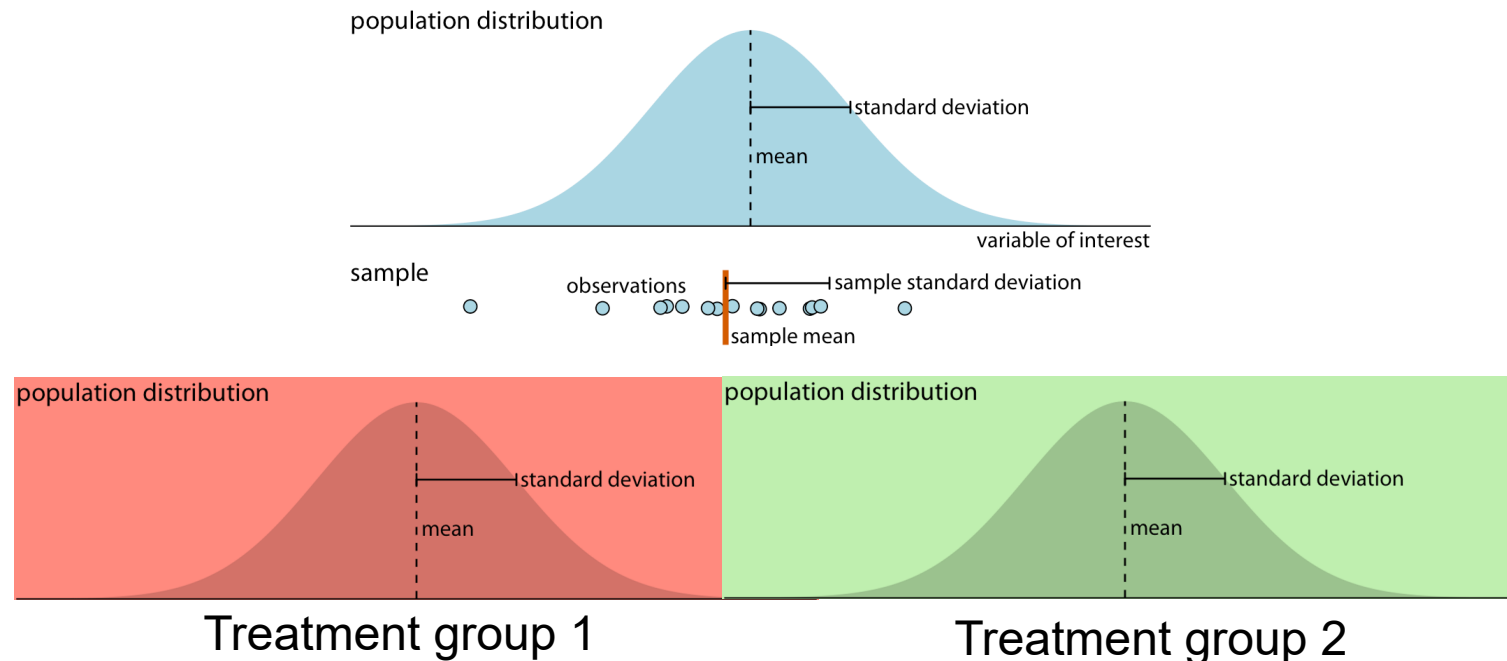 population distribution
standard deviation
mean
variable of interest
sample
observations
sample standard deviation
sample mean
population distribution
standard deviation
mean
Treatment group 1
population distribution
standard deviation
mean
Treatment group 2